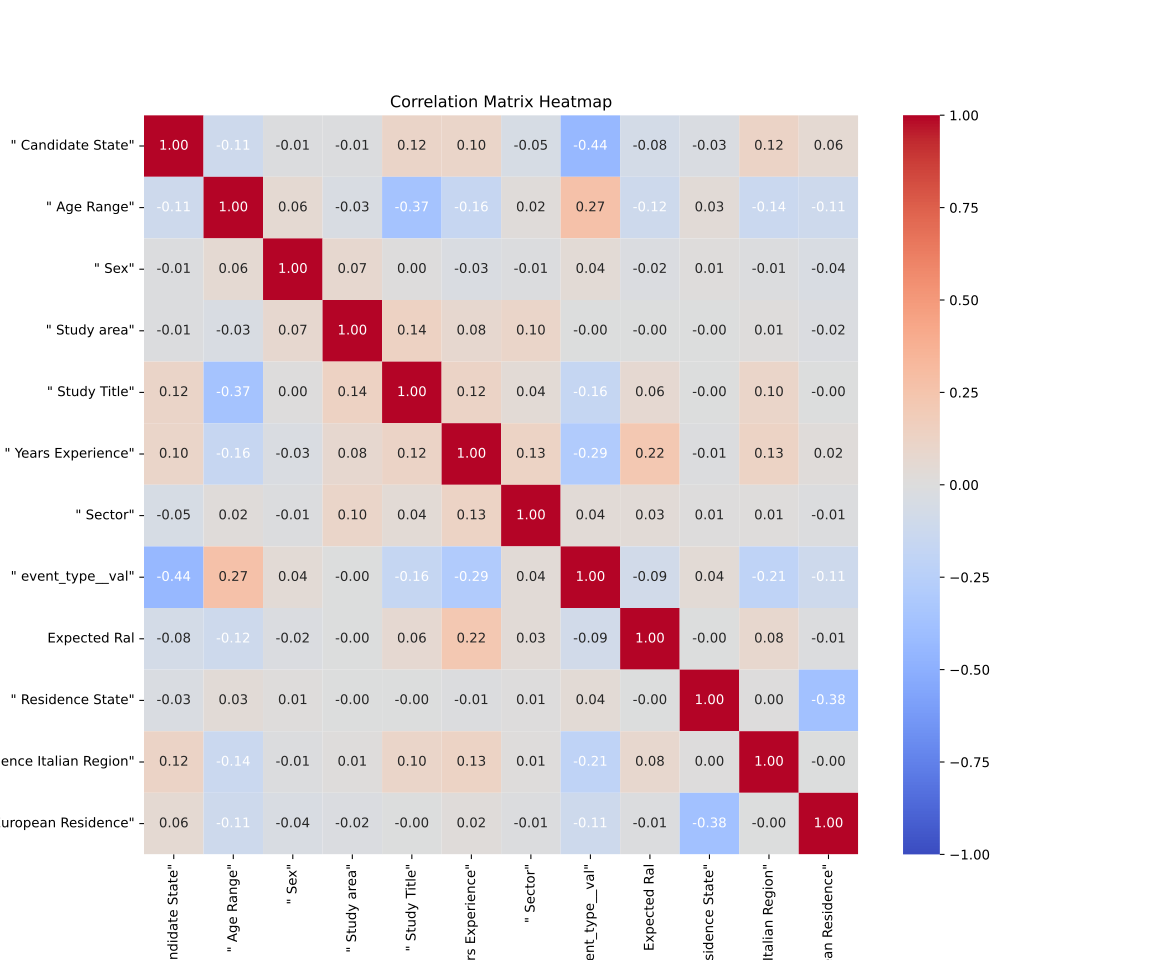 Correlation Matrix Heatmap
" Candidate State" 1.00 -0.11 -0.01 -0.01 0.12 0.10 -0.05 -0.44 -0.08 -0.03 0.12 0.06
" Age Range" -0.11 1.00 0.06 -0.03 -0.37 -0.16 0.02 0.27 -0.12 0.03 -0.14 -0.11
" Sex" -0.01 0.06 1.00 0.07 0.00 -0.03 -0.01 0.04 -0.02 0.01 -0.01 -0.04
" Study area" -0.01 -0.03 0.07 1.00 0.14 0.08 0.10 -0.00 -0.00 -0.00 0.01 -0.02
" Study Title" 0.12 -0.37 0.00 0.14 1.00 0.12 0.04 -0.16 0.06 -0.00 0.10 -0.00
" Years Experience" 0.10 -0.16 -0.03 0.08 0.12 1.00 0.13 -0.29 0.22 -0.01 0.13 0.02
" Sector" -0.05 0.02 -0.01 0.10 0.04 0.13 1.00 0.04 0.03 0.01 0.01 -0.01
" event_type__val" -0.44 0.27 0.04 -0.00 -0.16 -0.29 0.04 1.00 -0.09 0.04 -0.21 -0.11
Expected Ral -0.08 -0.12 -0.02 -0.00 0.06 0.22 0.03 -0.09 1.00 -0.00 0.08 -0.01
" Residence State" -0.03 0.03 0.01 -0.00 -0.00 -0.01 0.01 0.04 -0.00 1.00 0.00 -0.38
ence Italian Region" 0.12 -0.14 -0.01 0.01 0.10 0.13 0.01 -0.21 0.08 0.00 1.00 -0.00
uropean Residence" 0.06 -0.11 -0.04 -0.02 -0.00 0.02 -0.01 -0.11 -0.01 -0.38 -0.00 1.00
ndidate State"
" Age Range"
" Sex"
" Study area"
" Study Title"
rs Experience"
" Sector"
ent_type__val"
Expected Ral
sidence State"
Italian Region"
an Residence"
1.00
0.75
0.50
0.25
0.00
−0.25
−0.50
−0.75
−1.00